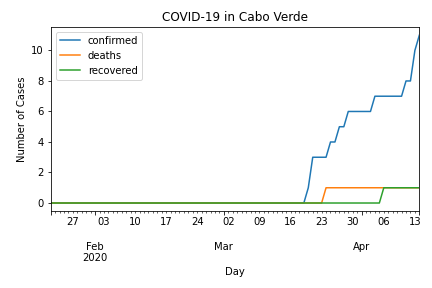 COVID-19 in Cabo Verde
confirmed
deaths
recovered
Number of Cases
10
8
6
4
2
0
27 03 10 17 24 02 09 16 23 30 06 13
Feb Mar Apr
2020
Day